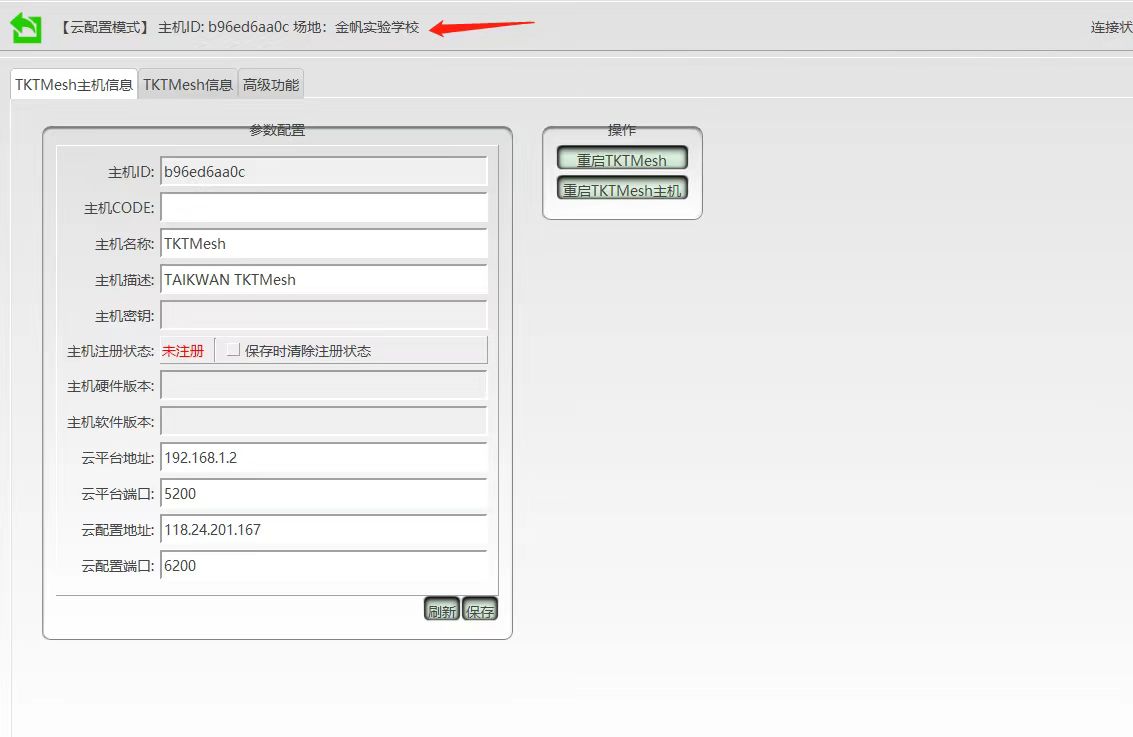 【云配置模式】 主机ID: b96ed6aa0c 场地：金帆实验学校
连接状
TKTMesh主机信息 TKTMesh信息 高级功能
参数配置
主机ID: b96ed6aa0c
主机CODE:
主机名称: TKTMesh
主机描述: TAIKWAN TKTMesh
主机密钥:
主机注册状态: 未注册 保存时清除注册状态
主机硬件版本:
主机软件版本:
云平台地址: 192.168.1.2
云平台端口: 5200
云配置地址: 118.24.201.167
云配置端口: 6200
刷新 保存
操作
重启TKTMesh
重启TKTMesh主机